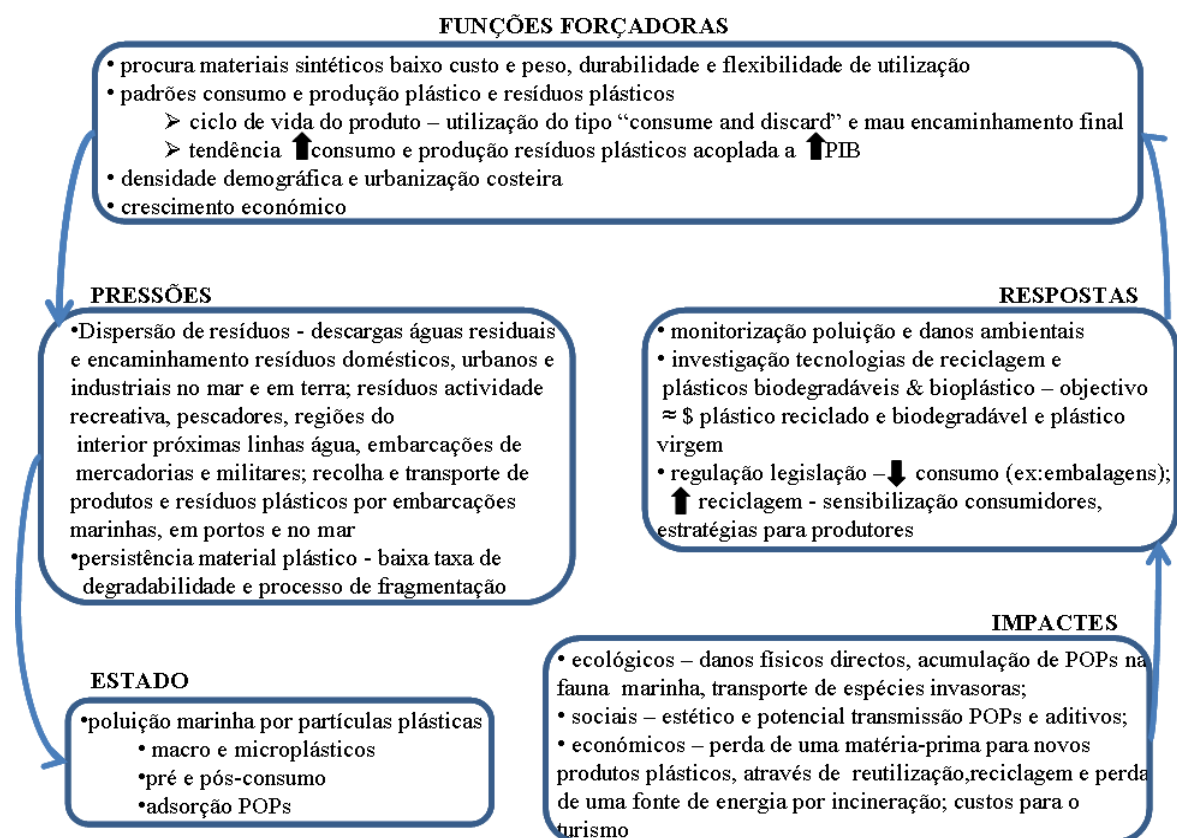 FUNÇÕES FORÇADORAS
• procura materiais sintéticos baixo custo e peso, durabilidade e flexibilidade de utilização
• padrões consumo e produção plástico e resíduos plásticos
➢ ciclo de vida do produto – utilização do tipo “consume and discard” e mau encaminhamento final
➢ tendência ⬆consumo e produção resíduos plásticos acoplada a ⬆PIB
• densidade demográfica e urbanização costeira
• crescimento económico
PRESSÕES
•Dispersão de resíduos - descargas águas residuais
e encaminhamento resíduos domésticos, urbanos e
industriais no mar e em terra; resíduos actividade
recreativa, pescadores, regiões do
interior próximas linhas água, embarcações de
mercadorias e militares; recolha e transporte de
produtos e resíduos plásticos por embarcações
marinhas, em portos e no mar
•persistência material plástico - baixa taxa de
degradabilidade e processo de fragmentação
RESPOSTAS
• monitorização poluição e danos ambientais
• investigação tecnologias de reciclagem e
plásticos biodegradáveis & bioplástico – objectivo
≈ $ plástico reciclado e biodegradável e plástico
virgem
• regulação legislação –⬇ consumo (ex:embalagens);
⬆ reciclagem - sensibilização consumidores,
estratégias para produtores
ESTADO
•poluição marinha por partículas plásticas
• macro e microplásticos
•pré e pós-consumo
•adsorção POPs
IMPACTES
• ecológicos – danos físicos directos, acumulação de POPs na
fauna marinha, transporte de espécies invasoras;
• sociais – estético e potencial transmissão POPs e aditivos;
• económicos – perda de uma matéria-prima para novos
produtos plásticos, através de reutilização,reciclagem e perda
de uma fonte de energia por incineração; custos para o
turismo